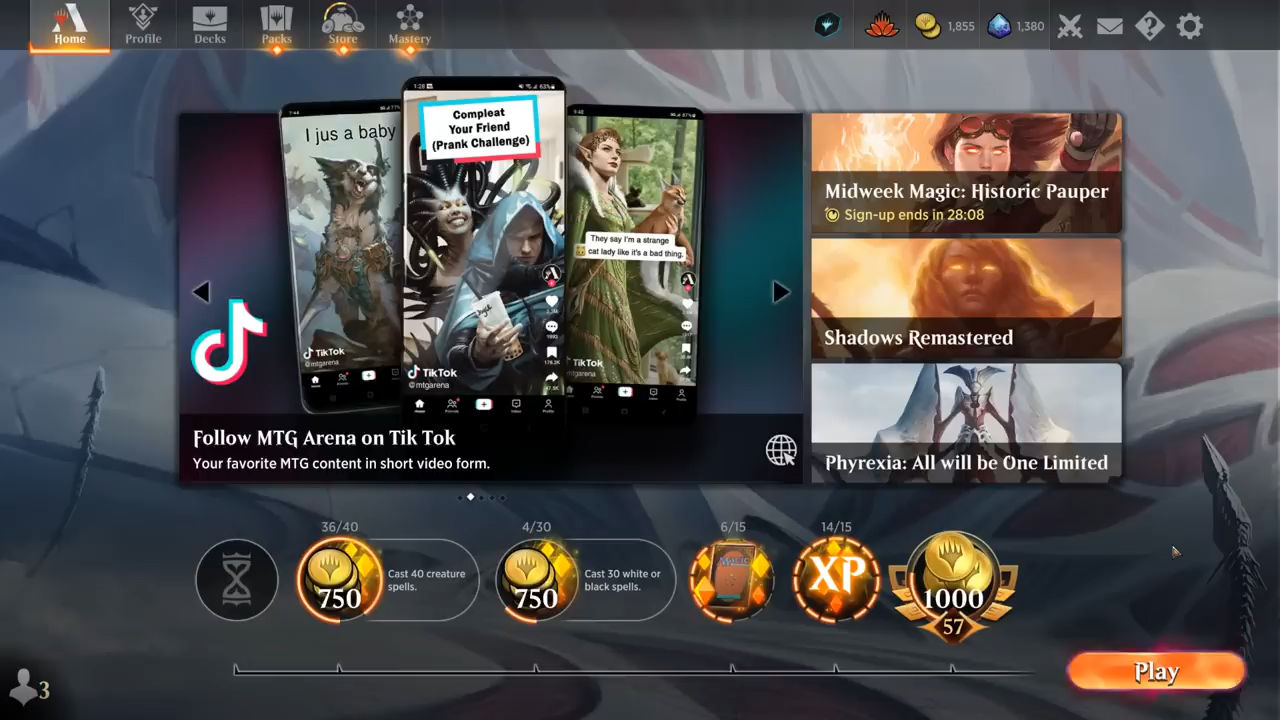 Home
Profile
Decks
Packs
Store
Mastery
1,855
1,380
I jus a baby
TikTok
@mtgarena
Compleat
Your Friend
(Prank Challenge)
TikTok
@mtgarena
They say I'm a strange
cat lady like it's a bad thing.
TikTok
@mtgarena
Follow MTG Arena on Tik Tok
Your favorite MTG content in short video form.
Midweek Magic: Historic Pauper
Sign-up ends in 28:08
Shadows Remastered
Phyrexia: All will be One Limited
36/40
750
Cast 40 creature
spells.
4/30
750
Cast 30 white or
black spells.
6/15
14/15
XP
1000
57
3
Play